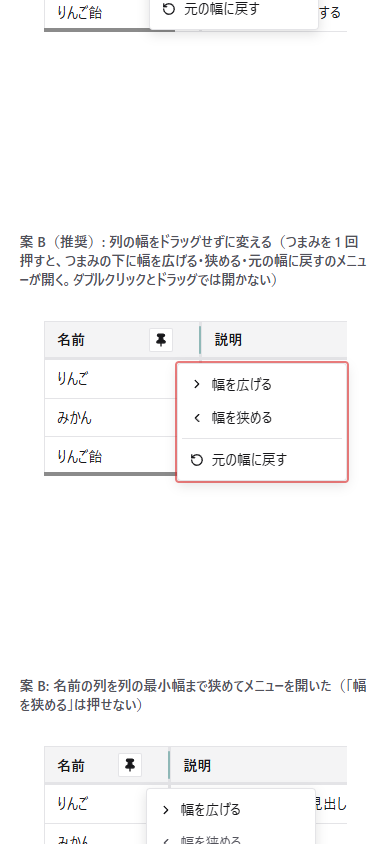 りんご飴
元の幅に戻す
する
案 B（推奨）: 列の幅をドラッグせずに変える（つまみを 1 回
押すと、つまみの下に幅を広げる・狭める・元の幅に戻すのメニュ
ーが開く。ダブルクリックとドラッグでは開かない）
名前
説明
りんご
幅を広げる
みかん
幅を狭める
りんご飴
元の幅に戻す
案 B: 名前の列を列の最小幅まで狭めてメニューを開いた（「幅
を狭める」は押せない）
名前
説明
りんご
幅を広げる
見出し
みかん
幅を狭める